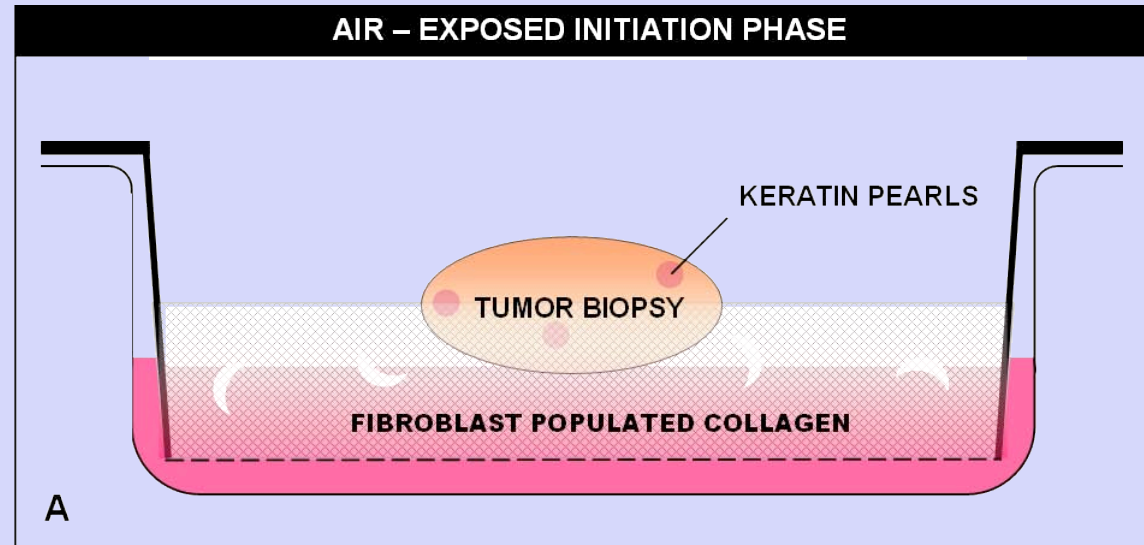 AIR – EXPOSED INITIATION PHASE
KERATIN PEARLS
TUMOR BIOPSY
FIBROBLAST POPULATED COLLAGEN
A